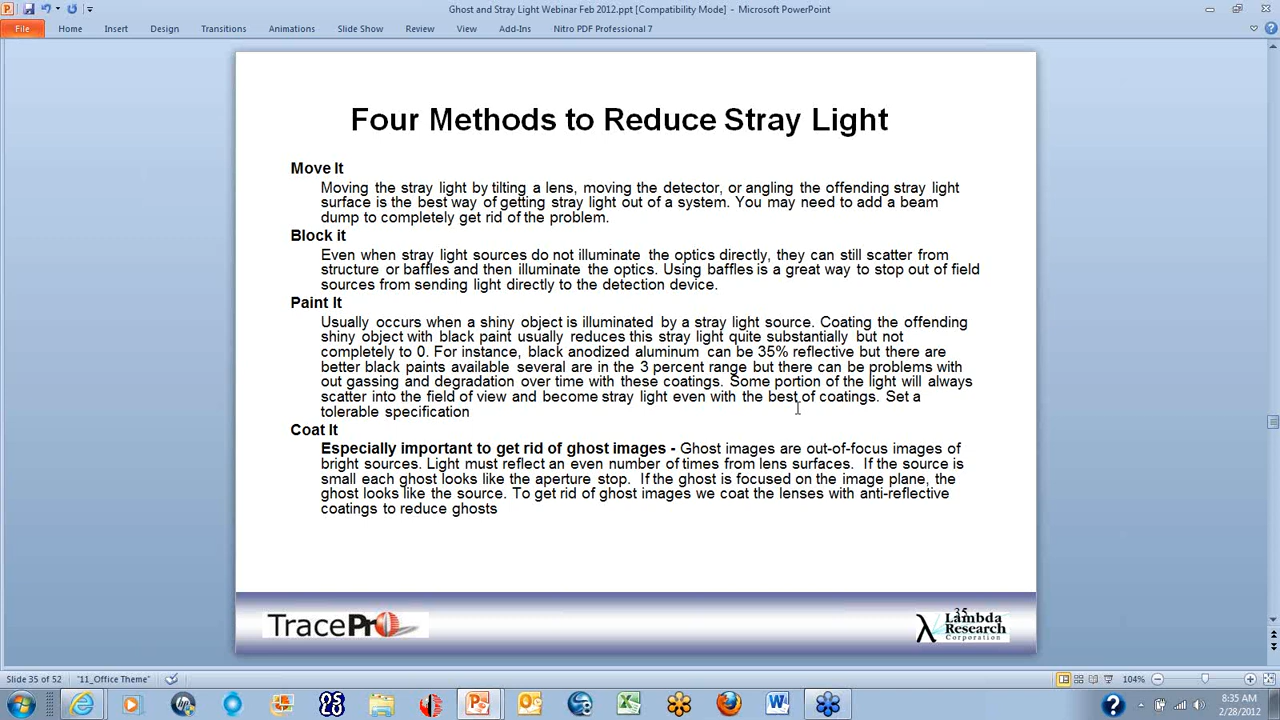 Ghost and Stray Light Webinar Feb 2012.ppt [Compatibility Mode] - Microsoft PowerPoint
File Home Insert Design Transitions Animations Slide Show Review View Add-Ins Nitro PDF Professional 7
Four Methods to Reduce Stray Light
Move It
Moving the stray light by tilting a lens, moving the detector, or angling the offending stray light
surface is the best way of getting stray light out of a system. You may need to add a beam
dump to completely get rid of the problem.
Block it
Even when stray light sources do not illuminate the optics directly, they can still scatter from
structure or baffles and then illuminate the optics. Using baffles is a great way to stop out of field
sources from sending light directly to the detection device.
Paint It
Usually occurs when a shiny object is illuminated by a stray light source. Coating the offending
shiny object with black paint usually reduces this stray light quite substantially but not
completely to 0. For instance, black anodized aluminum can be 35% reflective but there are
better black paints available several are in the 3 percent range but there can be problems with
out gassing and degradation over time with these coatings. Some portion of the light will always
scatter into the field of view and become stray light even with the best of coatings. Set a
tolerable specification
Coat It
Especially important to get rid of ghost images - Ghost images are out-of-focus images of
bright sources. Light must reflect an even number of times from lens surfaces. If the source is
small each ghost looks like the aperture stop. If the ghost is focused on the image plane, the
ghost looks like the source. To get rid of ghost images we coat the lenses with anti-reflective
coatings to reduce ghosts
TracePro
35
λ Lambda
Research
Corporation
Slide 35 of 52 "11_Office Theme" 104%
8:35 AM
2/28/2012